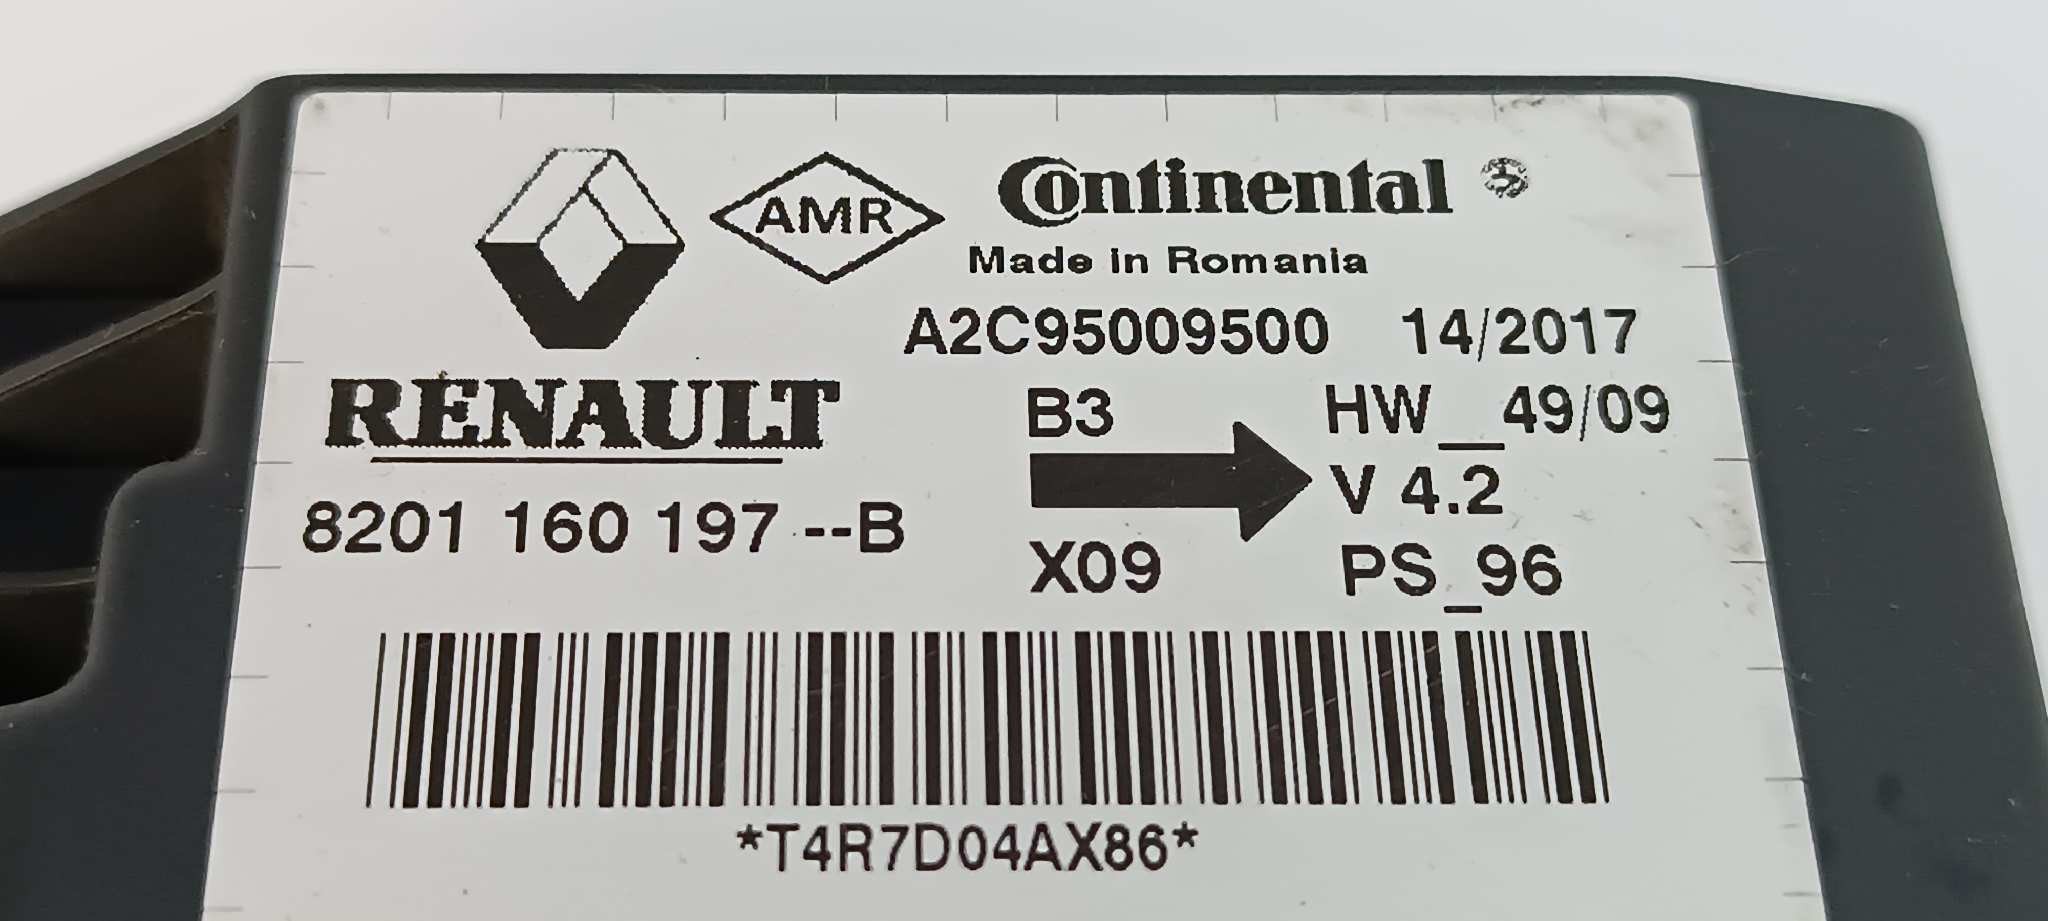 AMR
Continental
Made in Romania
A2C95009500 14/2017
RENAULT
B3 HW__49/09
V 4.2
8201 160 197 --B
X09 PS_96
*T4R7D04AX86*